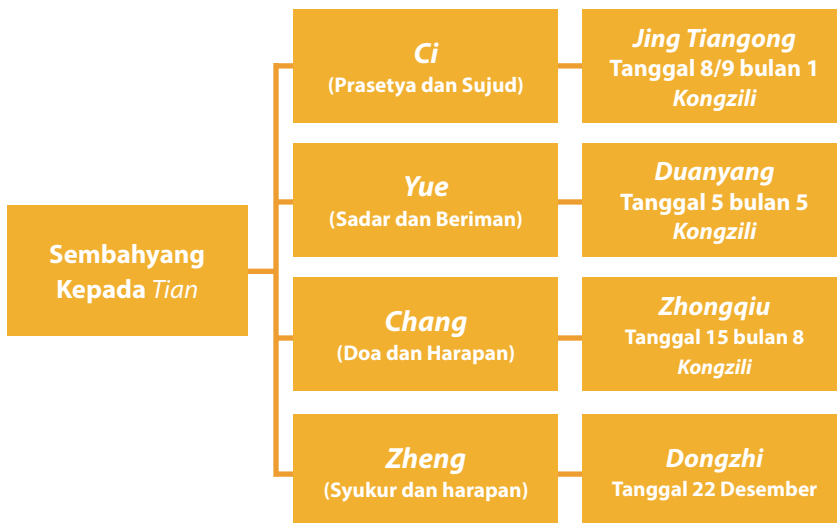 Sembahyang
Kepada Tian
Ci
(Prasetya dan Sujud)
Jing Tiangong
Tanggal 8/9 bulan 1
Kongzili
Yue
(Sadar dan Beriman)
Duanyang
Tanggal 5 bulan 5
Kongzili
Chang
(Doa dan Harapan)
Zhongqiu
Tanggal 15 bulan 8
Kongzili
Zheng
(Syukur dan harapan)
Dongzhi
Tanggal 22 Desember